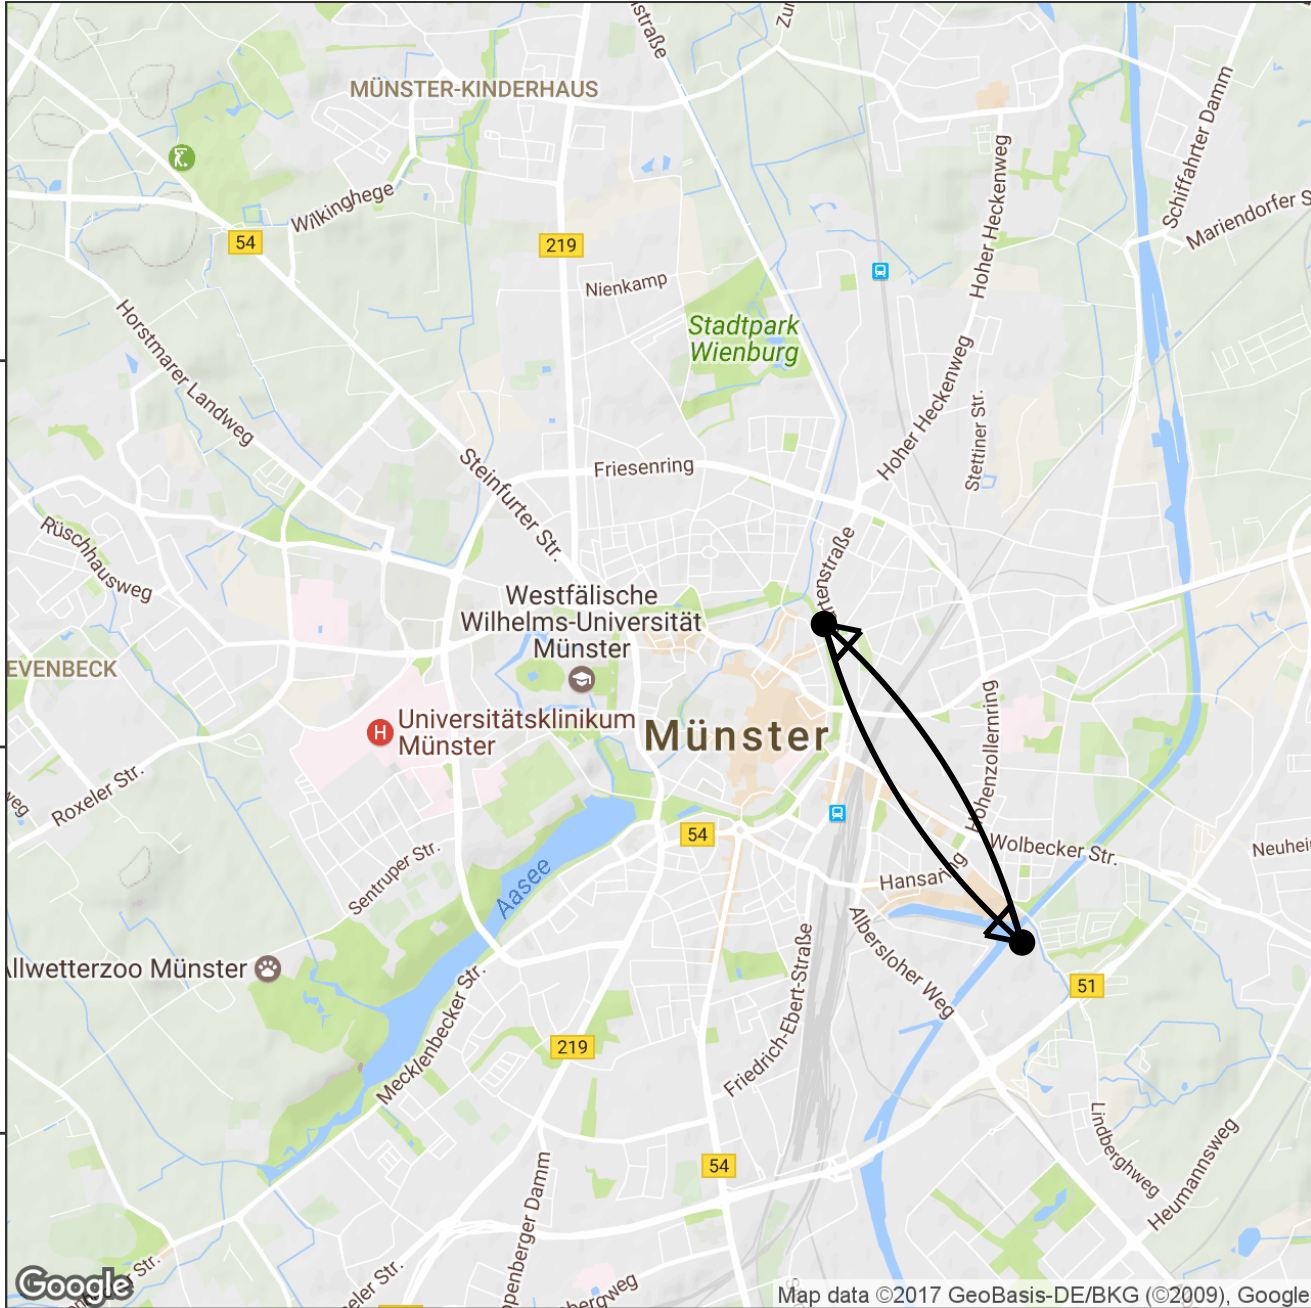 MÜNSTER-KINDERHAUS
Wilkinghege
54
219
Nienkamp
Stadtpark
Wienburg
Hoher Heckenweg
Schiffahrter Damm
Mariendorfer S
Horstmarer Landweg
Hoher Heckenweg
Stettiner Str.
Steinfurter Str.
Friesenring
Rüschhausweg
Westfälische
Wilhelms-Universität
Münster
EVENBECK
H
Universitätsklinikum
Münster
Münster
Hohenzollernring
Roxeler Str.
54
Wolbecker Str.
Neuhei
Sentruper Str.
Aasee
Hansaring
Albersloher Weg
Allwetterzoo Münster
51
Mecklenbecker Str.
219
Friedrich-Ebert-Straße
Lindberghweg
Heumannsweg
54
Google
Map data ©2017 GeoBasis-DE/BKG (©2009), Google